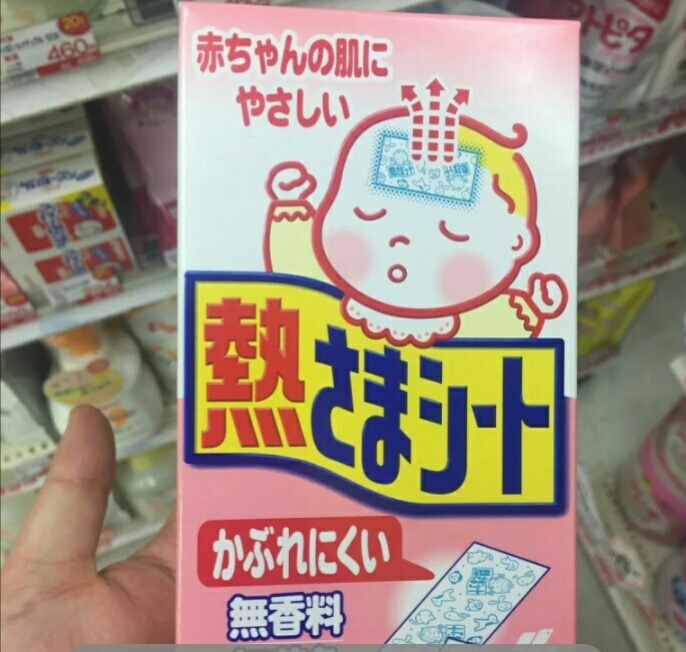 赤ちゃんの肌に
やさしい
熱さまシート
かぶれにくい
無香料
460